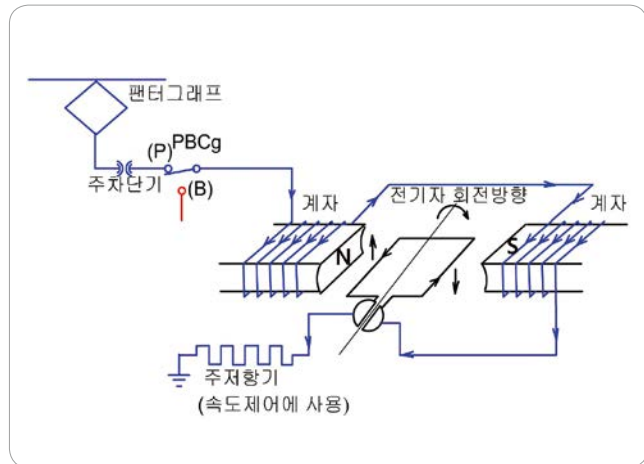 팬터그래프
(P) PBCg
주차단기
(B)
계자
전기자 회전방향
계자
N
S
주저항기
(속도제어에 사용)